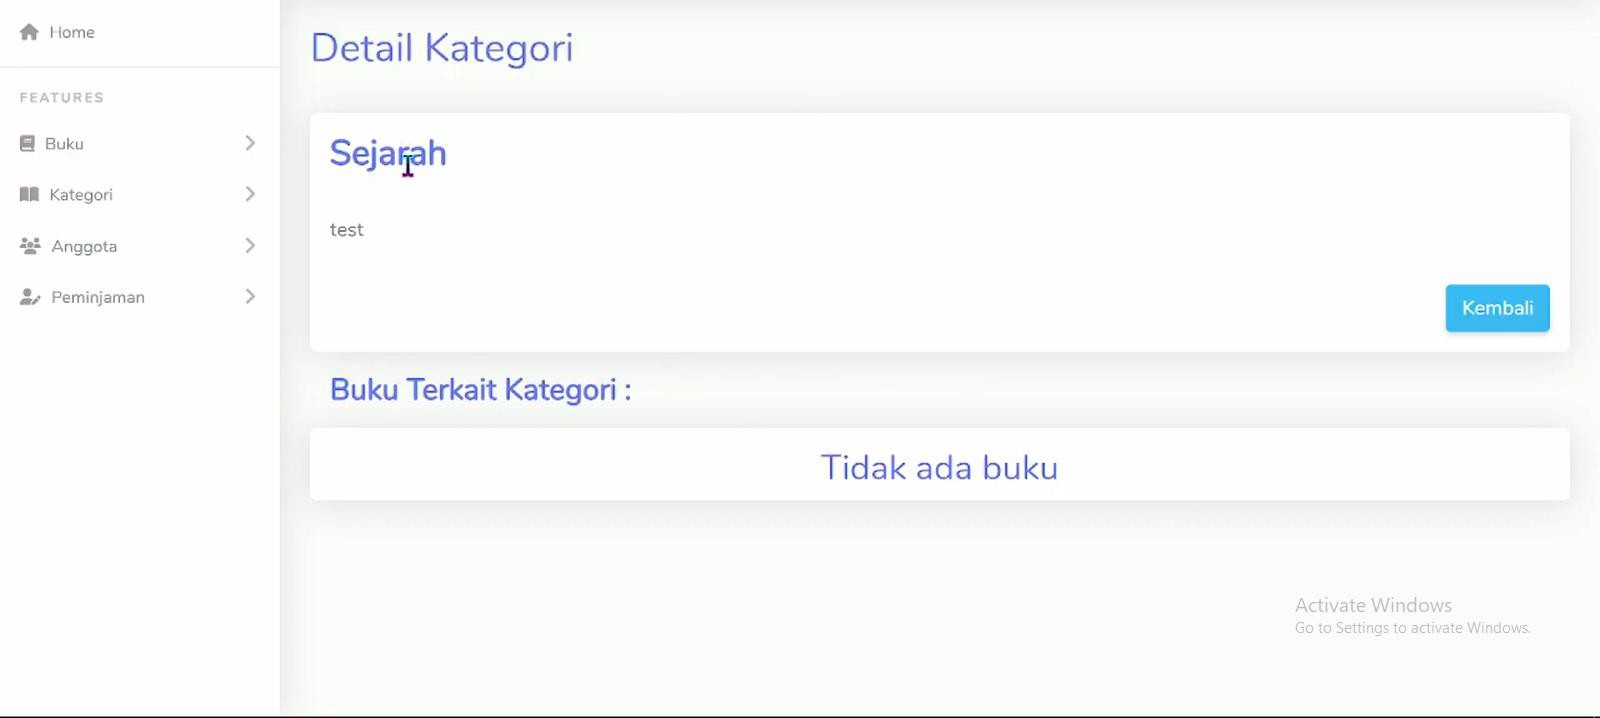 Home
FEATURES
Buku
Kategori
Anggota
Peminjaman
Detail Kategori
Sejarah
test
Kembali
Buku Terkait Kategori :
Tidak ada buku
Activate Windows
Go to Settings to activate Windows.